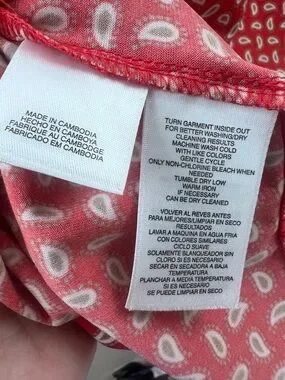 MADE IN CAMBODIA
HECHO EN CAMBOYA
FABRIQUE AU CAMBODGE
FABRICADO EM CAMBODIA
TURN GARMENT INSIDE OUT
FOR BETTER WASHING/DRY
CLEANING RESULTS
MACHINE WASH COLD
WITH LIKE COLORS
GENTLE CYCLE
ONLY NON-CHLORINE BLEACH WHEN
NEEDED
TUMBLE DRY LOW
WARM IRON
IF NECESSARY
CAN BE DRY CLEANED
VOLVER AL REVES ANTES
PARA MEJORES/LIMPIAR EN SECO
RESULTADOS
LAVAR A MAQUINA EN AGUA FRIA
CON COLORES SIMILARES
CICLO SUAVE
SOLAMENTE BLANQUEADOR SIN
CLORO SI ES NECESARIO
SECAR EN SECADORA A BAJA
TEMPERATURA
PLANCHAR A MEDIA TEMPERATURA
SI ES NECESARIO
SE PUEDE LIMPIAR EN SECO